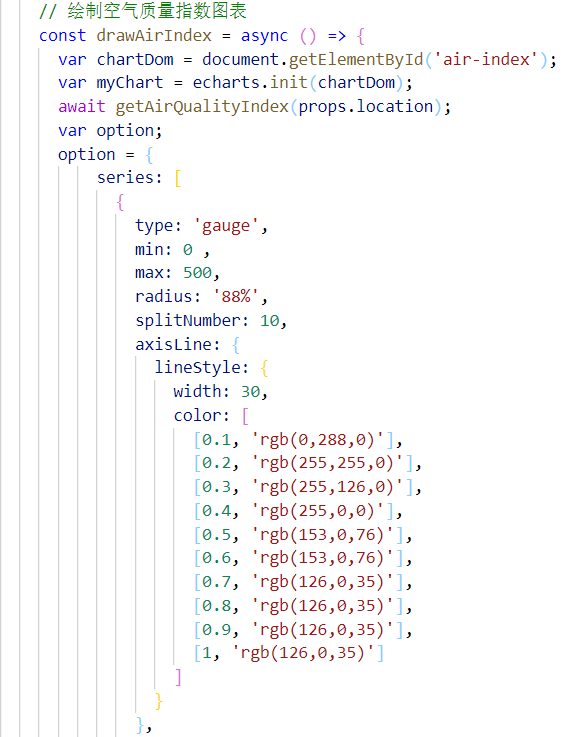 // 绘制空气质量指数图表
const drawAirIndex = async () => {
  var chartDom = document.getElementById('air-index');
  var myChart = echarts.init(chartDom);
  await getAirQualityIndex(props.location);
  var option;
  option = {
      series: [
        {
          type: 'gauge',
          min: 0 ,
          max: 500,
          radius: '88%',
          splitNumber: 10,
          axisLine: {
            lineStyle: {
              width: 30,
              color: [
                [0.1, 'rgb(0,288,0)'],
                [0.2, 'rgb(255,255,0)'],
                [0.3, 'rgb(255,126,0)'],
                [0.4, 'rgb(255,0,0)'],
                [0.5, 'rgb(153,0,76)'],
                [0.6, 'rgb(153,0,76)'],
                [0.7, 'rgb(126,0,35)'],
                [0.8, 'rgb(126,0,35)'],
                [0.9, 'rgb(126,0,35)'],
                [1, 'rgb(126,0,35)']
              ]
            }
          },